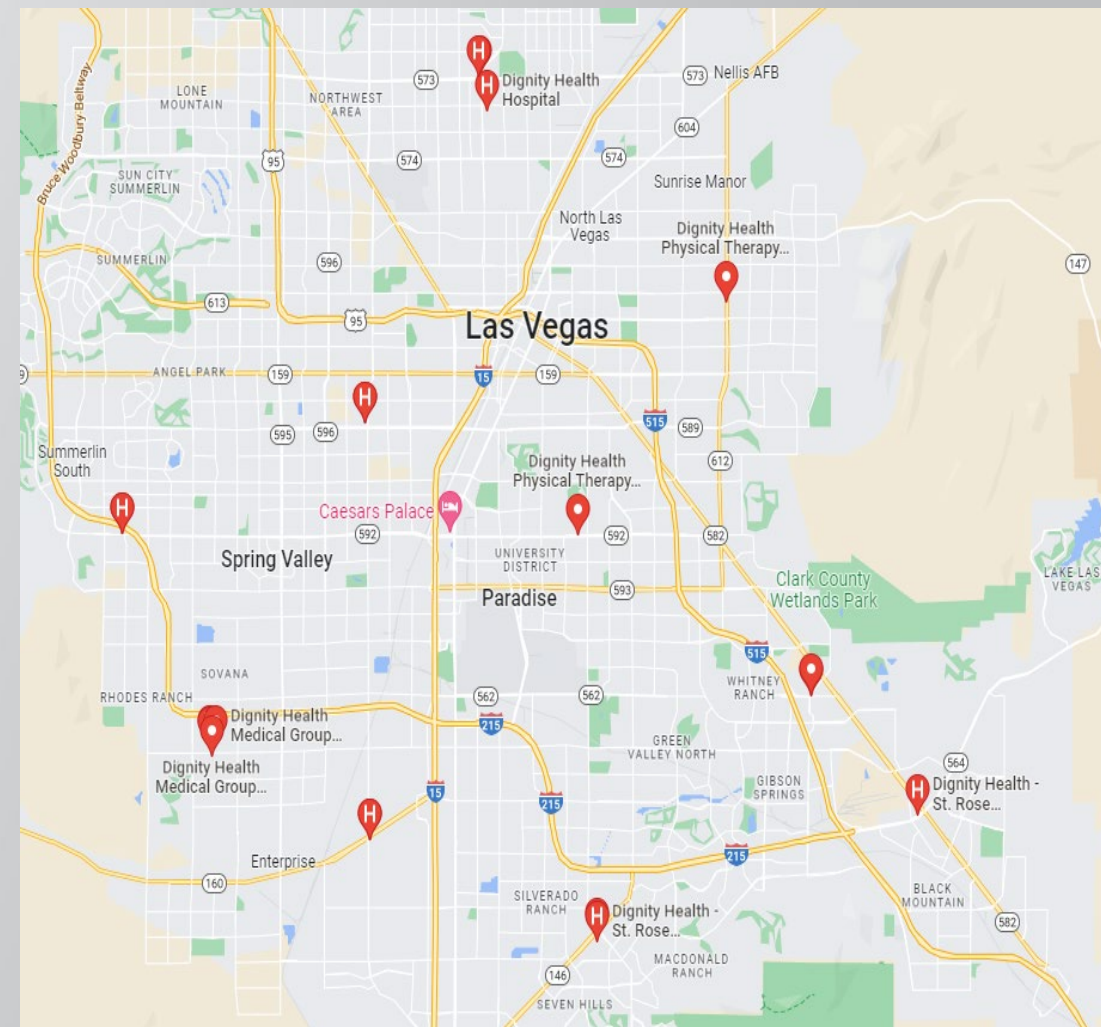 Nellis AFB
573
573
Dignity Health
Hospital
LONE
MOUNTAIN
NORTHWEST
AREA
Bruce Woodbury Beltway
604
95
574
574
SUN CITY
SUMMERLIN
Sunrise Manor
North Las
Vegas
Dignity Health
Physical Therapy...
SUMMERLIN
596
147
613
95
Las Vegas
ANGEL PARK
159
15
159
515
589
595
596
Summerlin
South
612
Dignity Health
Physical Therapy...
Caesars Palace
592
592
582
Spring Valley
UNIVERSITY
DISTRICT
Paradise
593
Clark County
Wetlands Park
LAKE LAS
VEGAS
515
SOVANA
WHITNEY
RANCH
RHODES RANCH
562
562
Dignity Health
Medical Group...
215
Dignity Health
Medical Group...
GREEN
VALLEY NORTH
564
GIBSON
SPRINGS
Dignity Health -
St. Rose...
15
215
Enterprise
215
160
SILVERADO
RANCH
BLACK
MOUNTAIN
Dignity Health -
St. Rose...
582
MACDONALD
RANCH
146
SEVEN HILLS
H
H
H
H
H
H
H